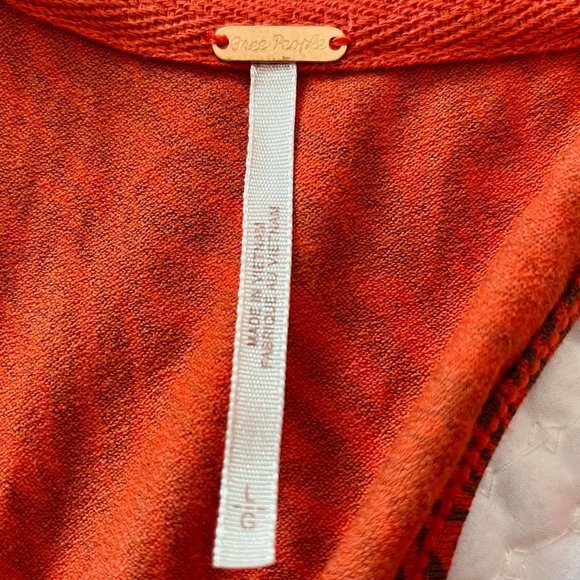 Free People
MADE IN VIETNAM
FABRIQUÉ AU VIETNAM
L
G